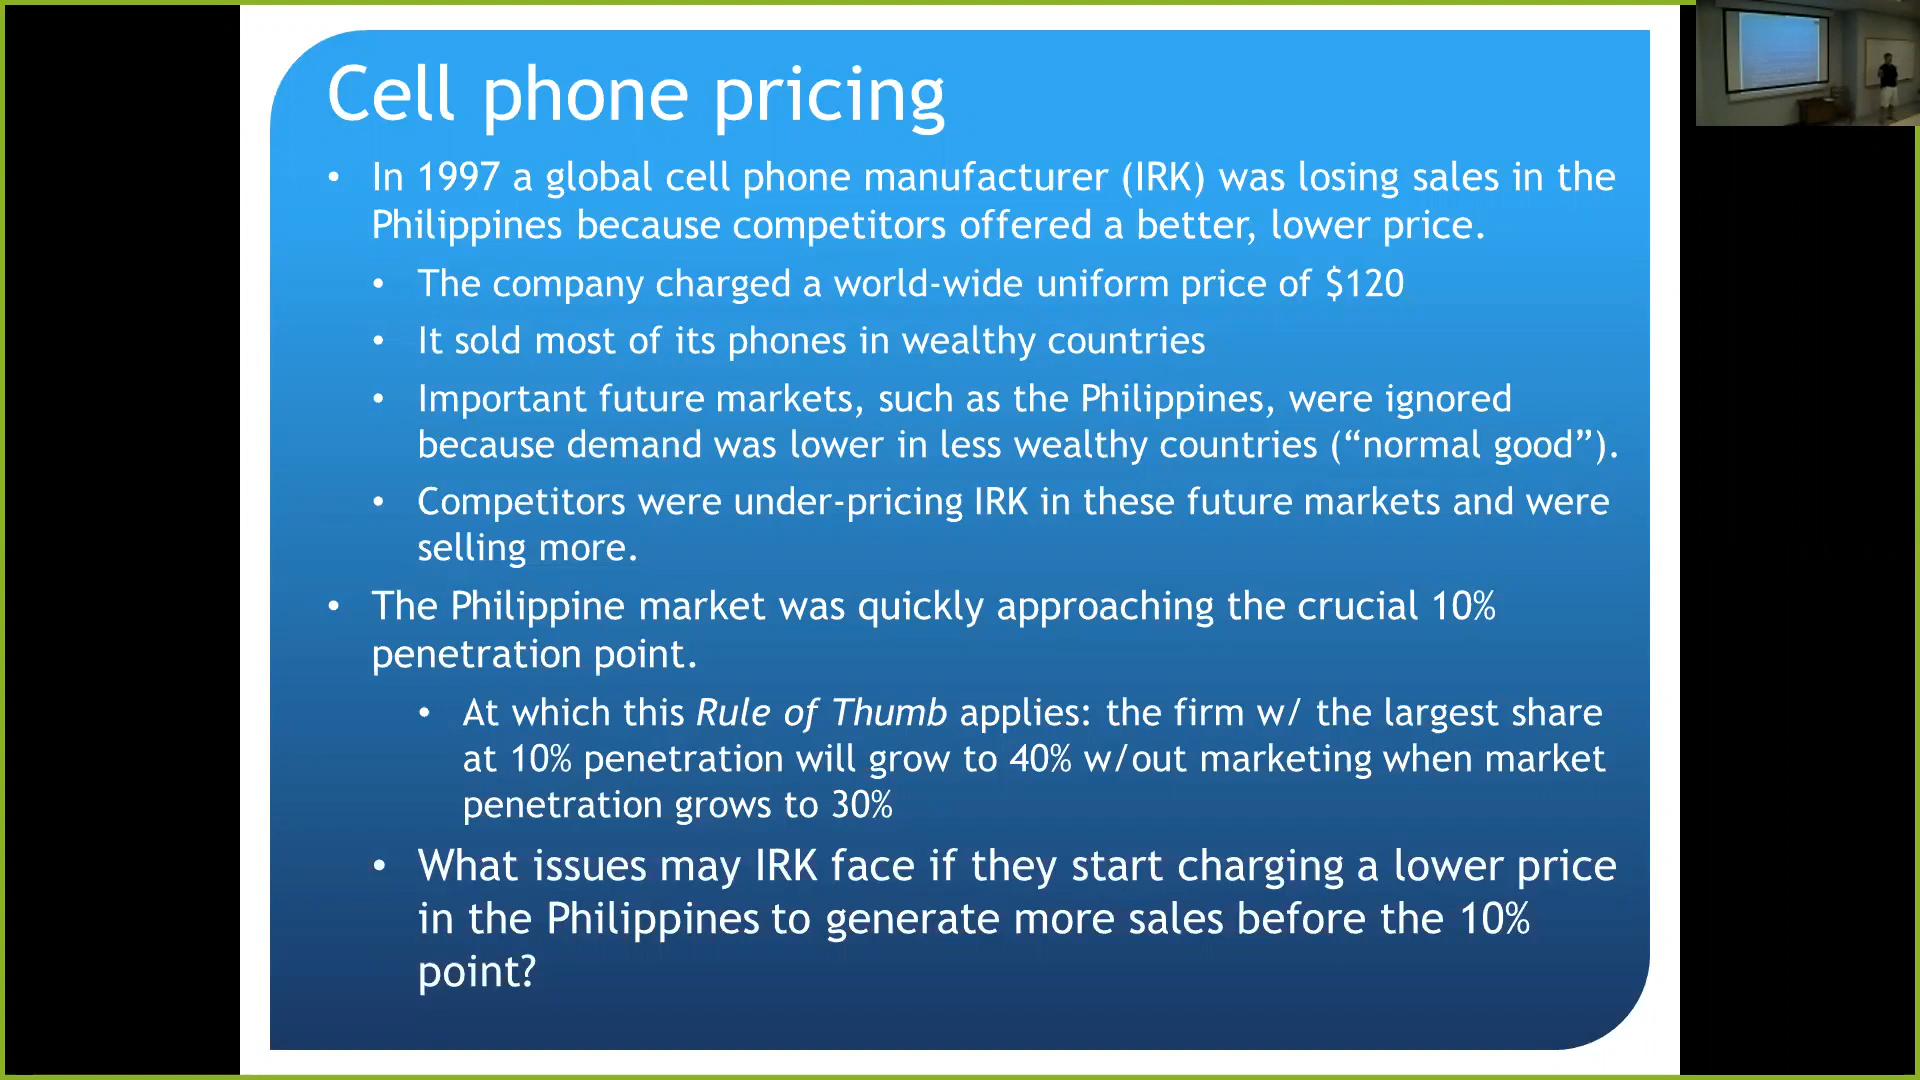 Cell phone pricing
• In 1997 a global cell phone manufacturer (IRK) was losing sales in the
Philippines because competitors offered a better, lower price.
• The company charged a world-wide uniform price of $120
• It sold most of its phones in wealthy countries
• Important future markets, such as the Philippines, were ignored
because demand was lower in less wealthy countries (“normal good”).
• Competitors were under-pricing IRK in these future markets and were
selling more.
• The Philippine market was quickly approaching the crucial 10%
penetration point.
• At which this Rule of Thumb applies: the firm w/ the largest share
at 10% penetration will grow to 40% w/out marketing when market
penetration grows to 30%
• What issues may IRK face if they start charging a lower price
in the Philippines to generate more sales before the 10%
point?